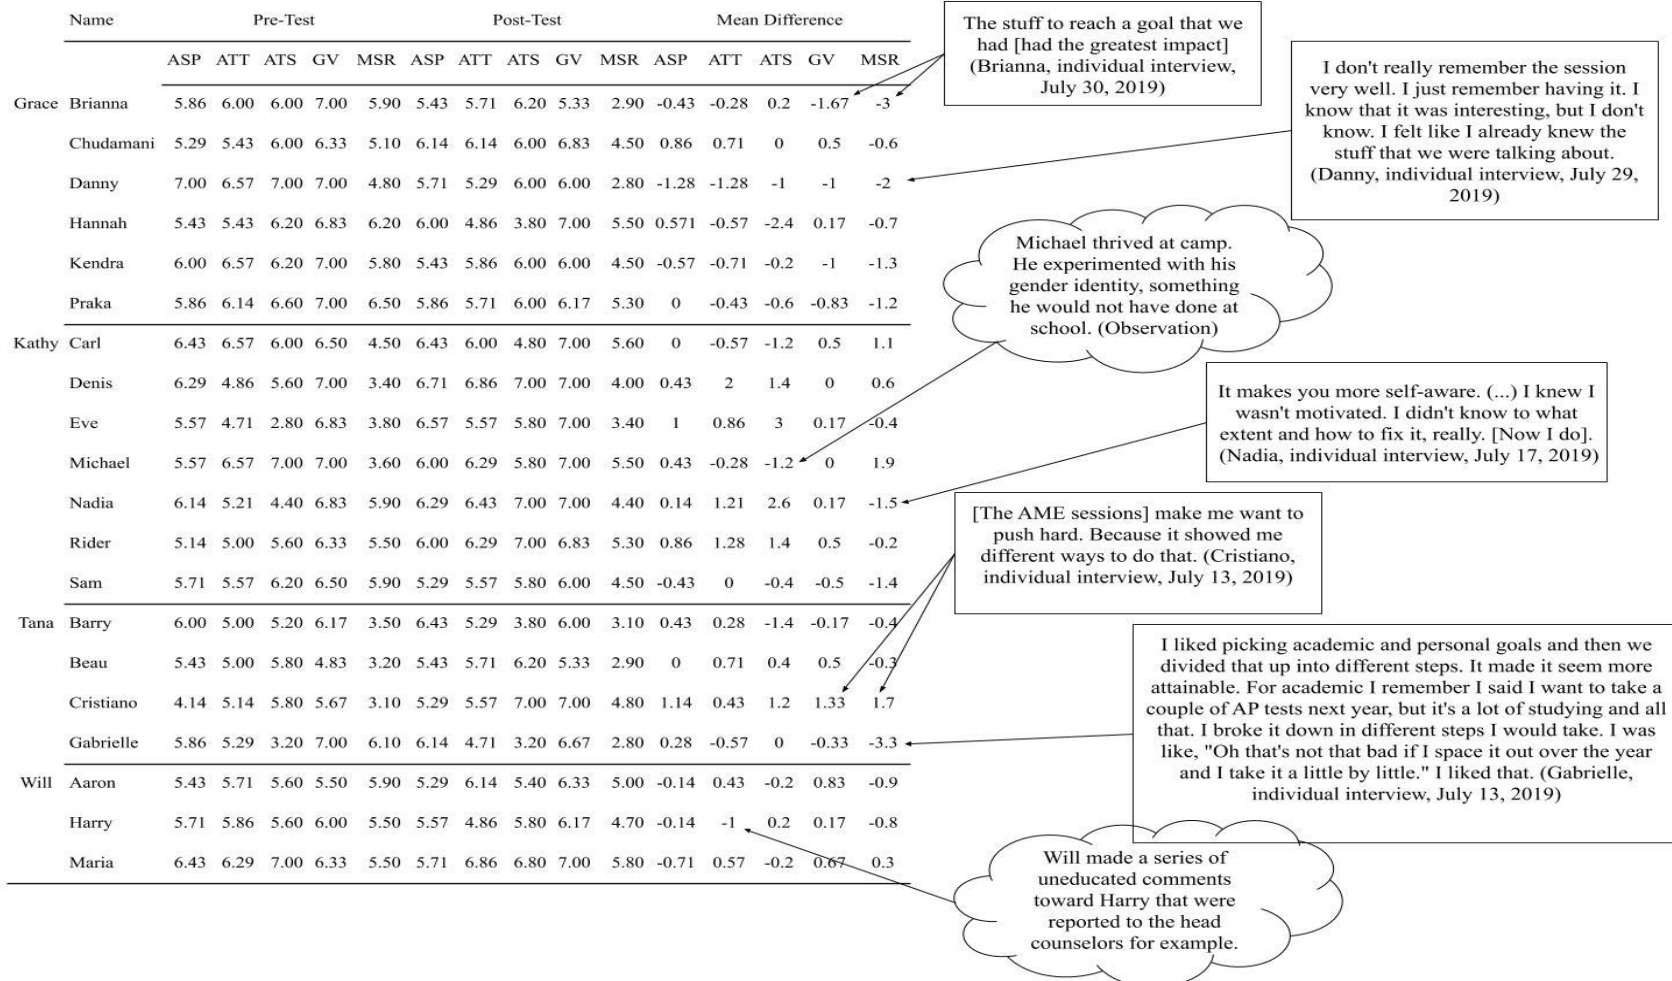 Name Pre-Test Post-Test Mean Difference
ASP ATT ATS GV MSR ASP ATT ATS GV MSR ASP ATT ATS GV MSR
Grace Brianna 5.86 6.00 6.00 7.00 5.90 5.43 5.71 6.20 5.33 2.90 -0.43 -0.28 0.2 -1.67 -3
Chudamani 5.29 5.43 6.00 6.33 5.10 6.14 6.14 6.00 6.83 4.50 0.86 0.71 0 0.5 -0.6
Danny 7.00 6.57 7.00 7.00 4.80 5.71 5.29 6.00 6.00 2.80 -1.28 -1.28 -1 -1 -2
Hannah 5.43 5.43 6.20 6.83 6.20 6.00 4.86 3.80 7.00 5.50 0.571 -0.57 -2.4 0.17 -0.7
Kendra 6.00 6.57 6.20 7.00 5.80 5.43 5.86 6.00 6.00 4.50 -0.57 -0.71 -0.2 -1 -1.3
Praka 5.86 6.14 6.60 7.00 6.50 5.86 5.71 6.00 6.17 5.30 0 -0.43 -0.6 -0.83 -1.2
Kathy Carl 6.43 6.57 6.00 6.50 4.50 6.43 6.00 4.80 7.00 5.60 0 -0.57 -1.2 0.5 1.1
Denis 6.29 4.86 5.60 7.00 3.40 6.71 6.86 7.00 7.00 4.00 0.43 2 1.4 0 0.6
Eve 5.57 4.71 2.80 6.83 3.80 6.57 5.57 5.80 7.00 3.40 1 0.86 3 0.17 -0.4
Michael 5.57 6.57 7.00 7.00 3.60 6.00 6.29 5.80 7.00 5.50 0.43 -0.28 -1.2 0 1.9
Nadia 6.14 5.21 4.40 6.83 5.90 6.29 6.43 7.00 7.00 4.40 0.14 1.21 2.6 0.17 -1.5
Rider 5.14 5.00 5.60 6.33 5.50 6.00 6.29 7.00 6.83 5.30 0.86 1.28 1.4 0.5 -0.2
Sam 5.71 5.57 6.20 6.50 5.90 5.29 5.57 5.80 6.00 4.50 -0.43 0 -0.4 -0.5 -1.4
Tana Barry 6.00 5.00 5.20 6.17 3.50 6.43 5.29 3.80 6.00 3.10 0.43 0.28 -1.4 -0.17 -0.4
Beau 5.43 5.00 5.80 4.83 3.20 5.43 5.71 6.20 5.33 2.90 0 0.71 0.4 0.5 -0.3
Cristiano 4.14 5.14 5.80 5.67 3.10 5.29 5.57 7.00 7.00 4.80 1.14 0.43 1.2 1.33 1.7
Gabrielle 5.86 5.29 3.20 7.00 6.10 6.14 4.71 3.20 6.67 2.80 0.28 -0.57 0 -0.33 -3.3
Will Aaron 5.43 5.71 5.60 5.50 5.90 5.29 6.14 5.40 6.33 5.00 -0.14 0.43 -0.2 0.83 -0.9
Harry 5.71 5.86 5.60 6.00 5.50 5.57 4.86 5.80 6.17 4.70 -0.14 -1 0.2 0.17 -0.8
Maria 6.43 6.29 7.00 6.33 5.50 5.71 6.86 6.80 7.00 5.80 -0.71 0.57 -0.2 0.67 0.3
The stuff to reach a goal that we
had [had the greatest impact]
(Brianna, individual interview,
July 30, 2019)
I don't really remember the session
very well. I just remember having it. I
know that it was interesting, but I don't
know. I felt like I already knew the
stuff that we were talking about.
(Danny, individual interview, July 29,
2019)
Michael thrived at camp.
He experimented with his
gender identity, something
he would not have done at
school. (Observation)
It makes you more self-aware. (...) I knew I
wasn't motivated. I didn't know to what
extent and how to fix it, really. [Now I do].
(Nadia, individual interview, July 17, 2019)
[The AME sessions] make me want to
push hard. Because it showed me
different ways to do that. (Cristiano,
individual interview, July 13, 2019)
I liked picking academic and personal goals and then we
divided that up into different steps. It made it seem more
attainable. For academic I remember I said I want to take a
couple of AP tests next year, but it's a lot of studying and all
that. I broke it down in different steps I would take. I was
like, "Oh that's not that bad if I space it out over the year
and I take it a little by little." I liked that. (Gabrielle,
individual interview, July 13, 2019)
Will made a series of
uneducated comments
toward Harry that were
reported to the head
counselors for example.